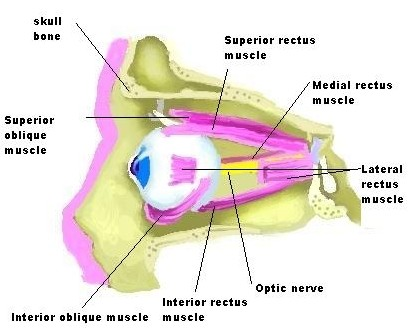 skull
bone
Superior rectus
muscle
Medial rectus
muscle
Superior
oblique
muscle
Lateral
rectus
muscle
Optic nerve
Interior rectus
muscle
Interior oblique muscle